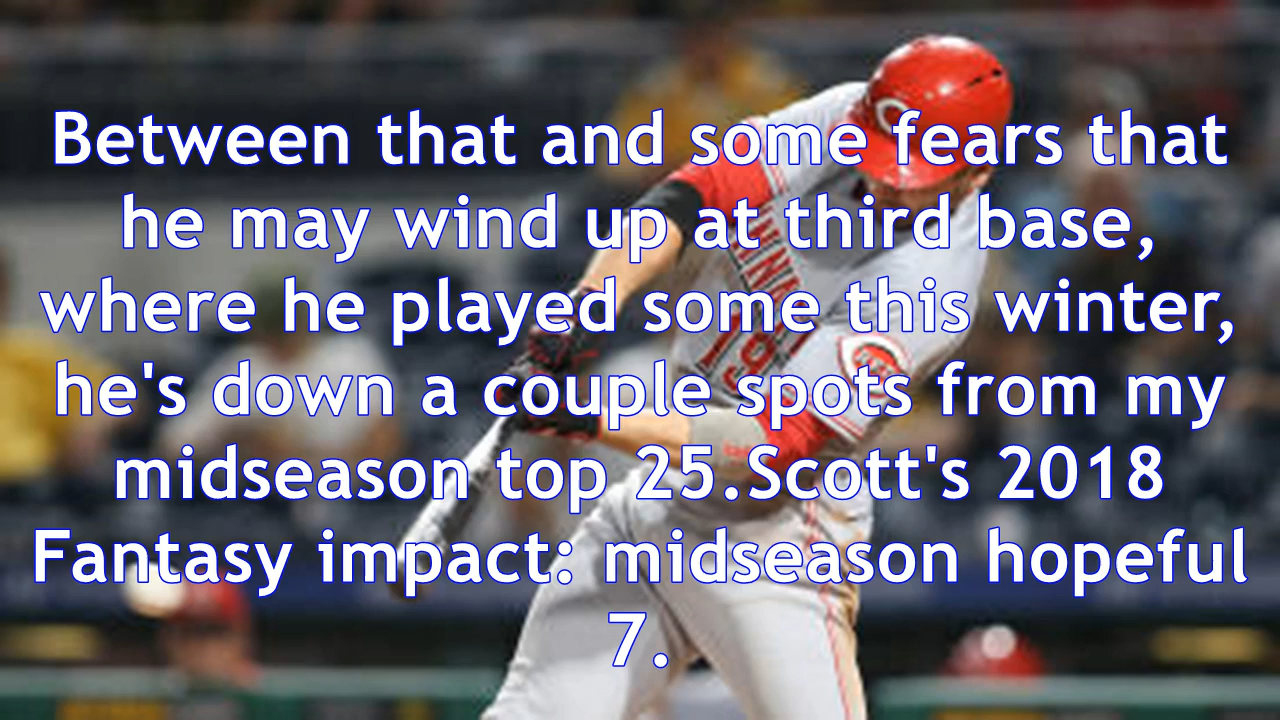 Between that and some fears that
he may wind up at third base,
where he played some this winter,
he's down a couple spots from my
midseason top 25.Scott's 2018
Fantasy impact: midseason hopeful
7.